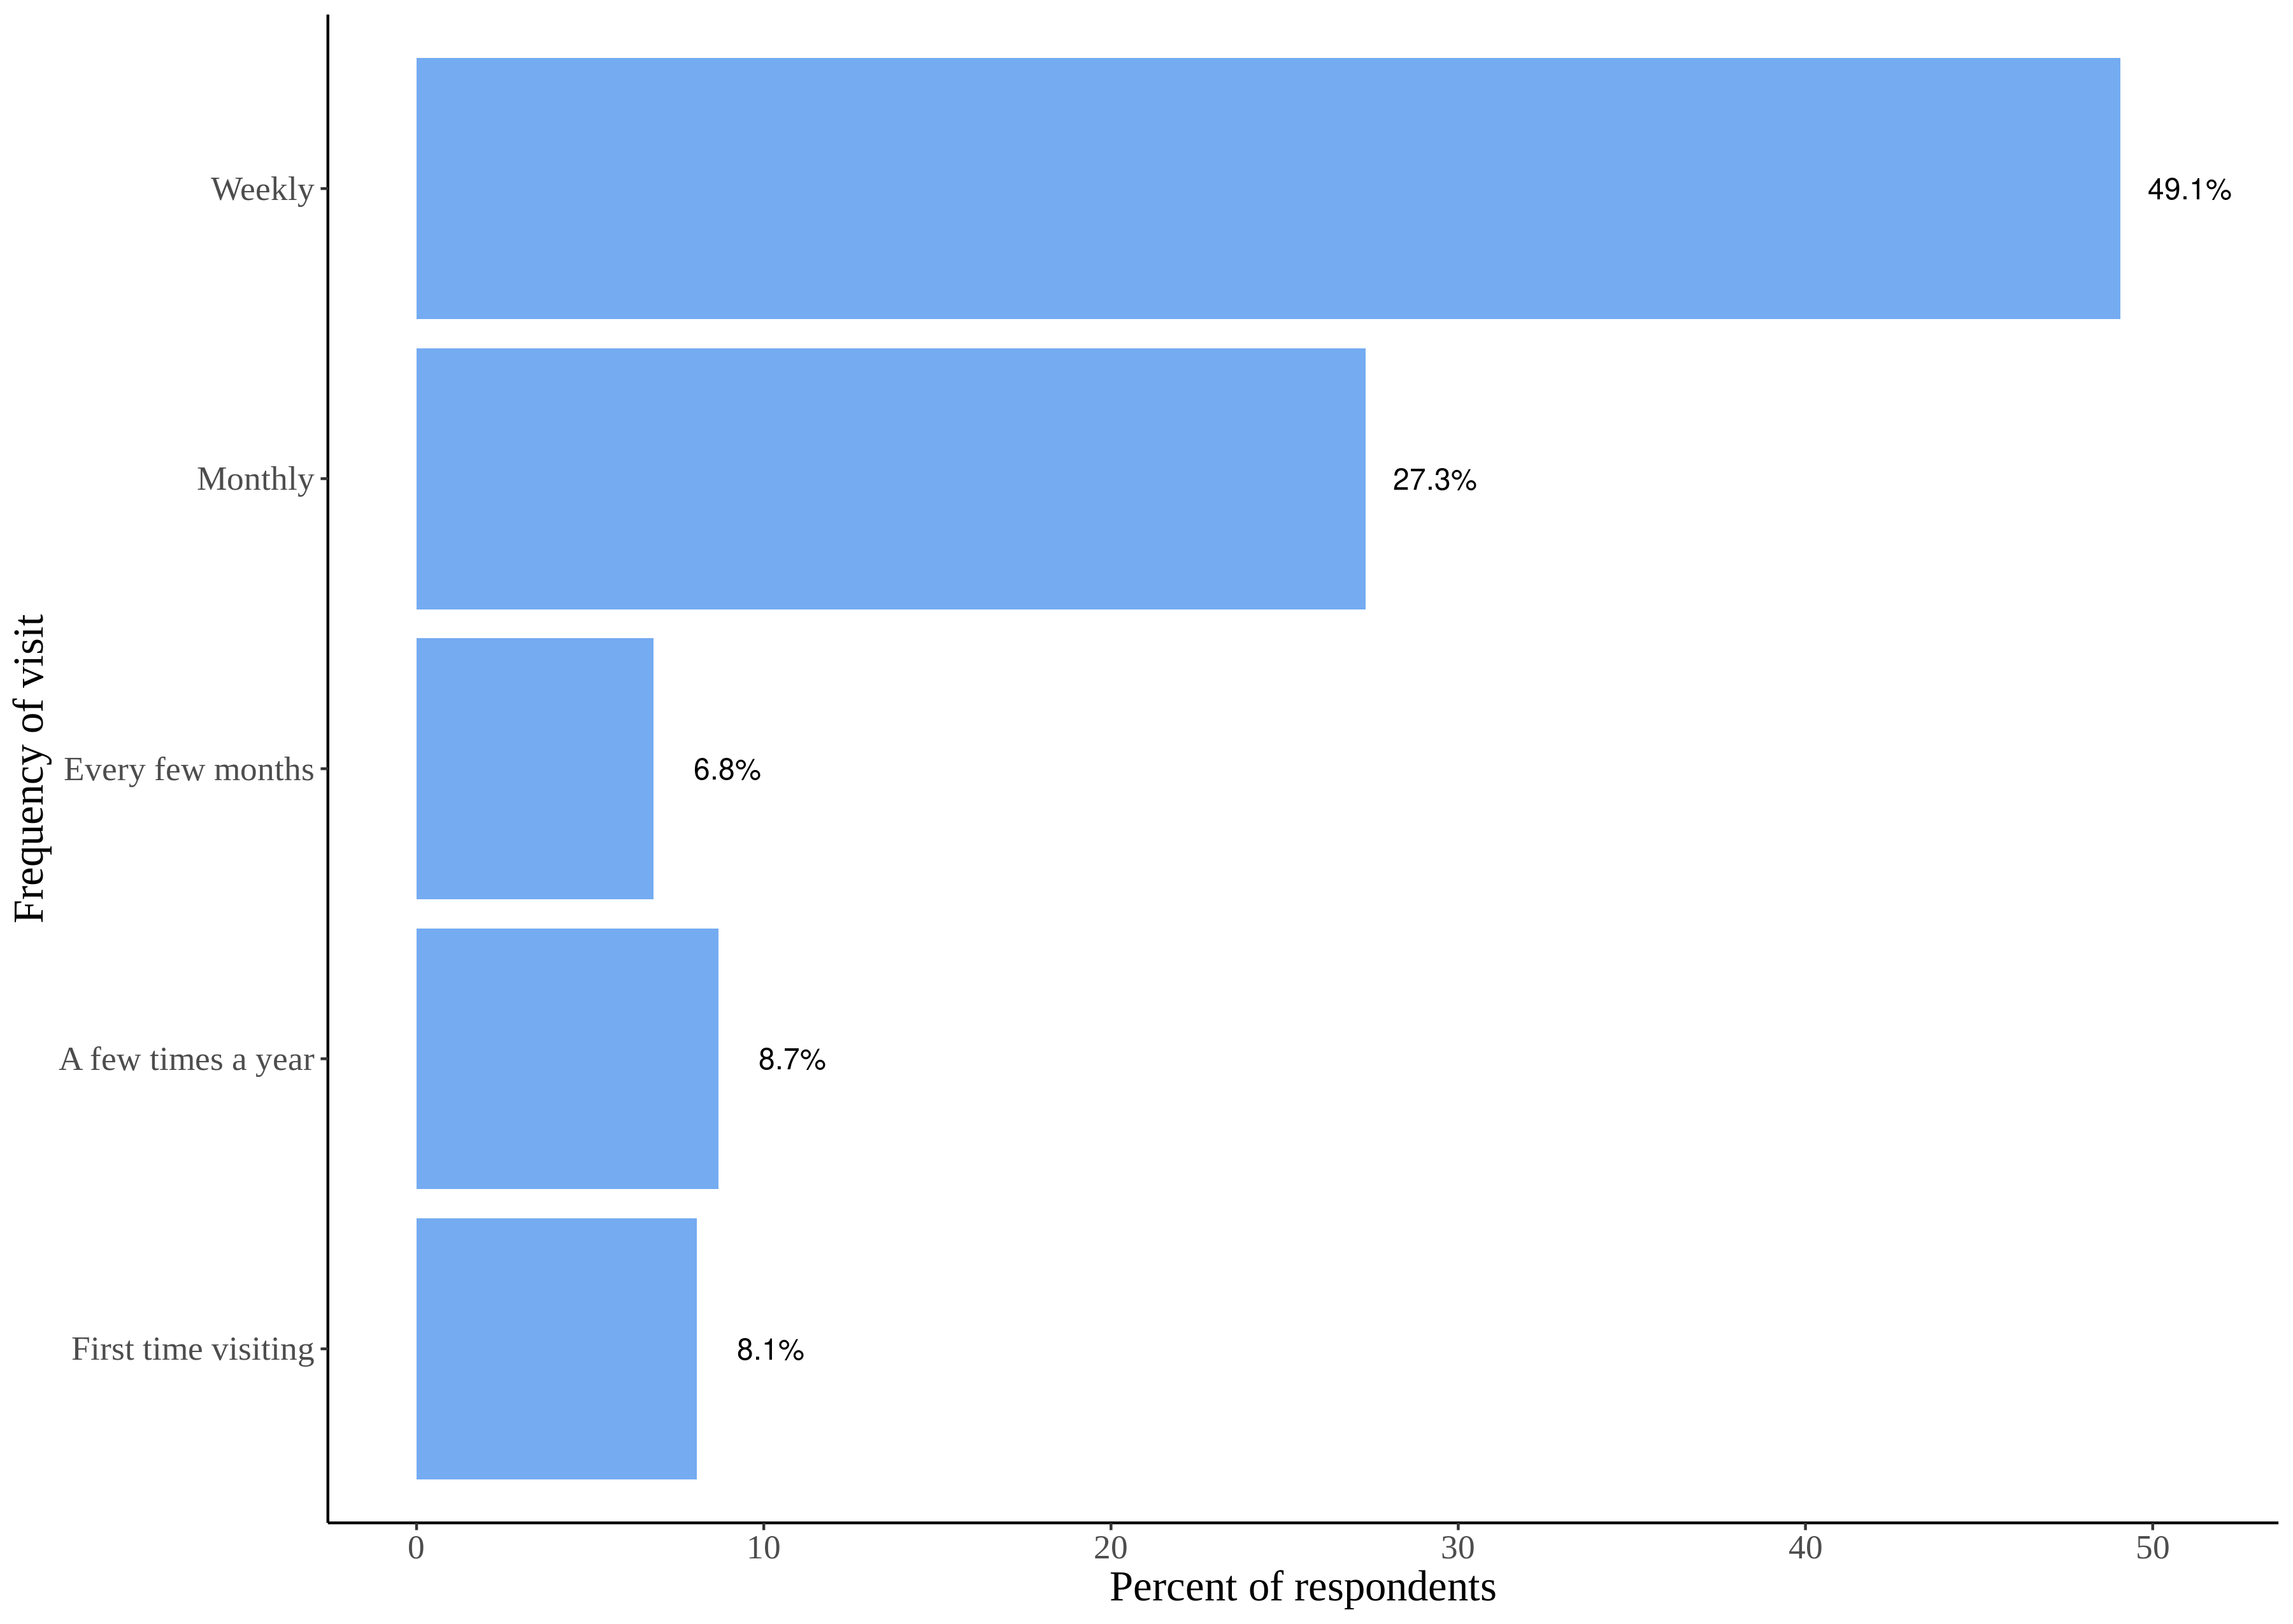 Frequency of visit
Weekly
49.1%
Monthly
27.3%
Every few months
6.8%
A few times a year
8.7%
First time visiting
8.1%
0 10 20 30 40 50
Percent of respondents